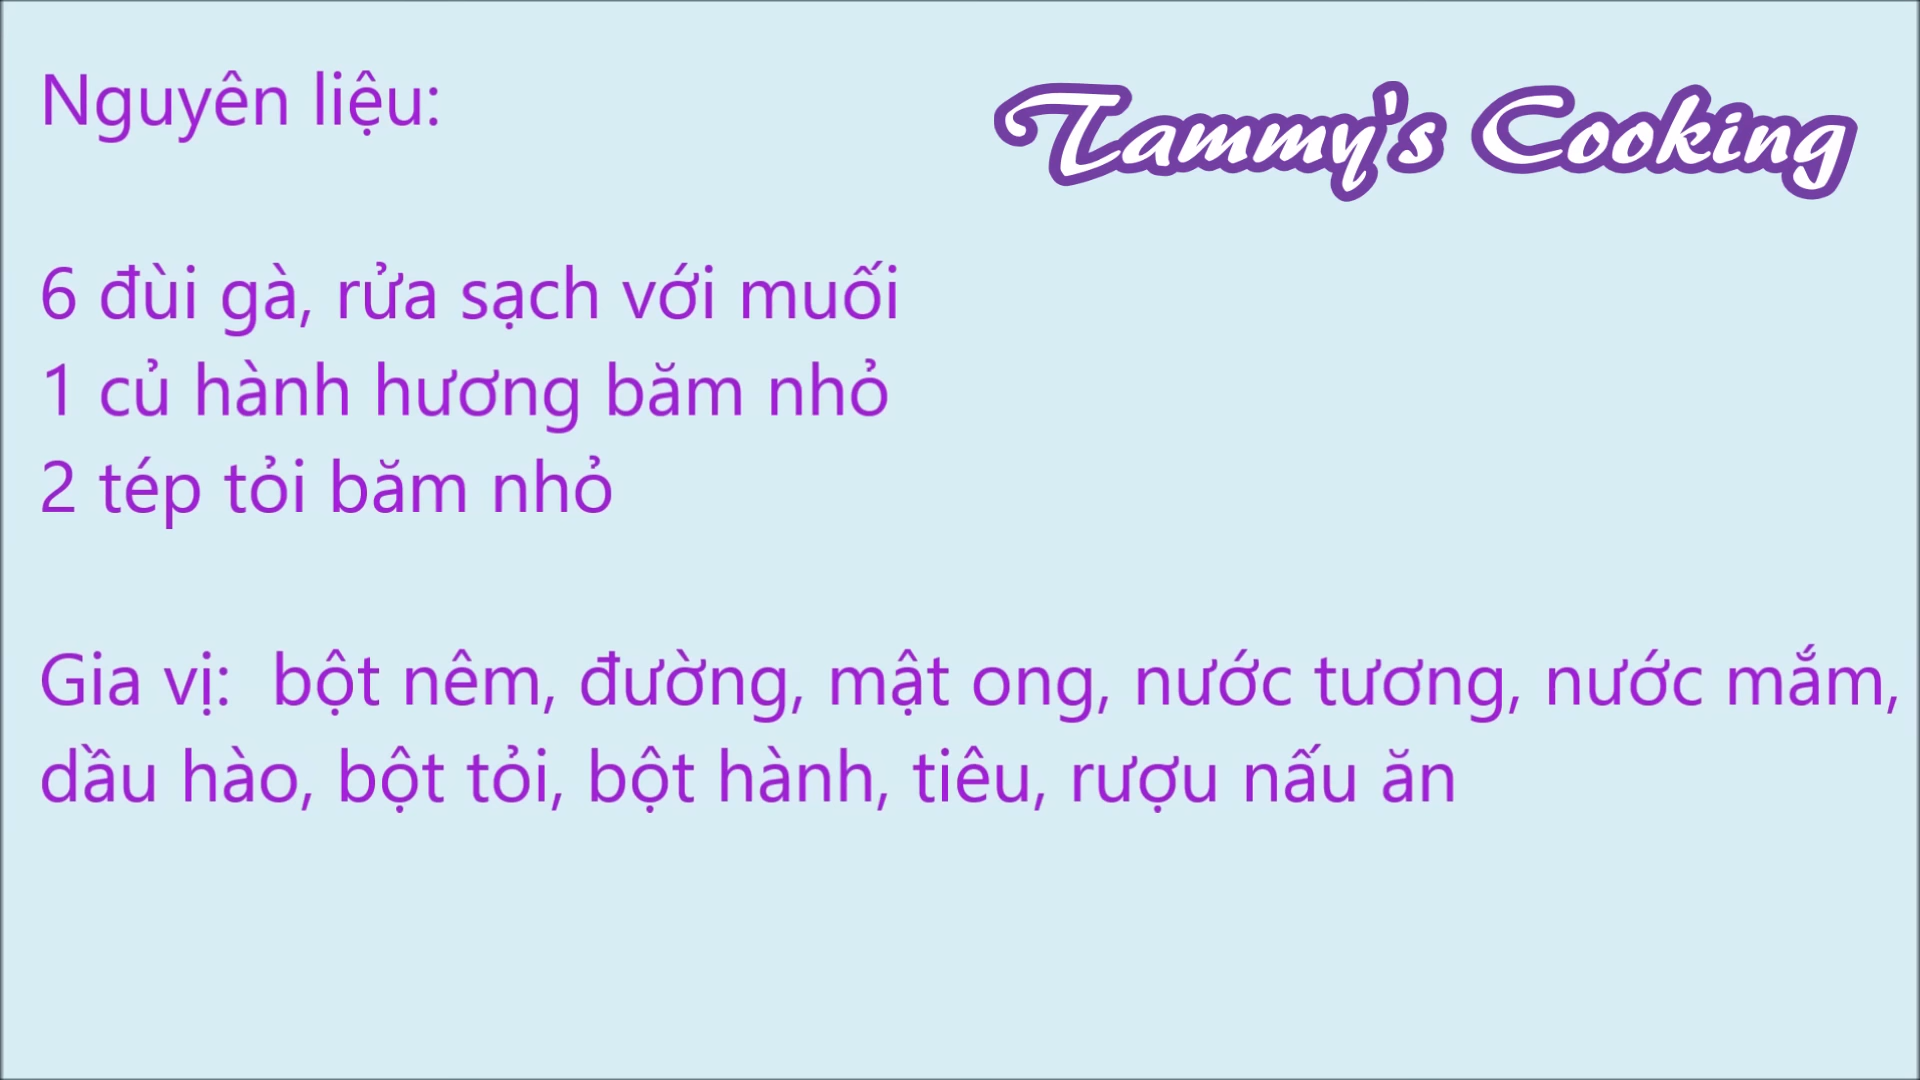 Nguyên liệu:
Tammy's Cooking
6 đùi gà, rửa sạch với muối
1 củ hành hương băm nhỏ
2 tép tỏi băm nhỏ
Gia vị:  bột nêm, đường, mật ong, nước tương, nước mắm,
dầu hào, bột tỏi, bột hành, tiêu, rượu nấu ăn